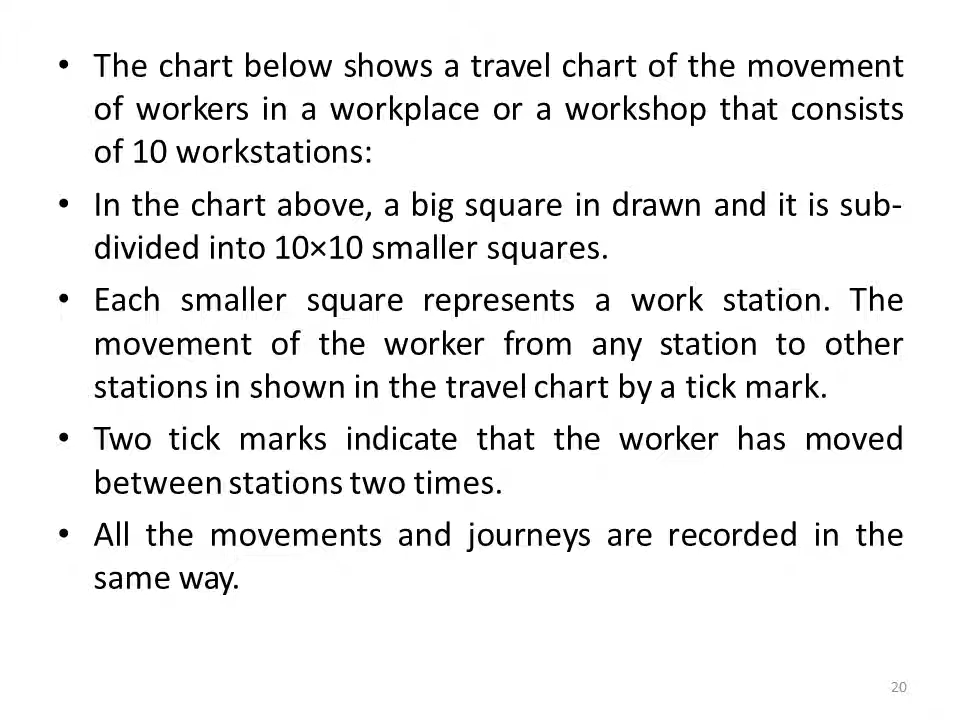 • The chart below shows a travel chart of the movement
of workers in a workplace or a workshop that consists
of 10 workstations:
• In the chart above, a big square in drawn and it is sub-
divided into 10×10 smaller squares.
• Each smaller square represents a work station. The
movement of the worker from any station to other
stations in shown in the travel chart by a tick mark.
• Two tick marks indicate that the worker has moved
between stations two times.
• All the movements and journeys are recorded in the
same way.
20